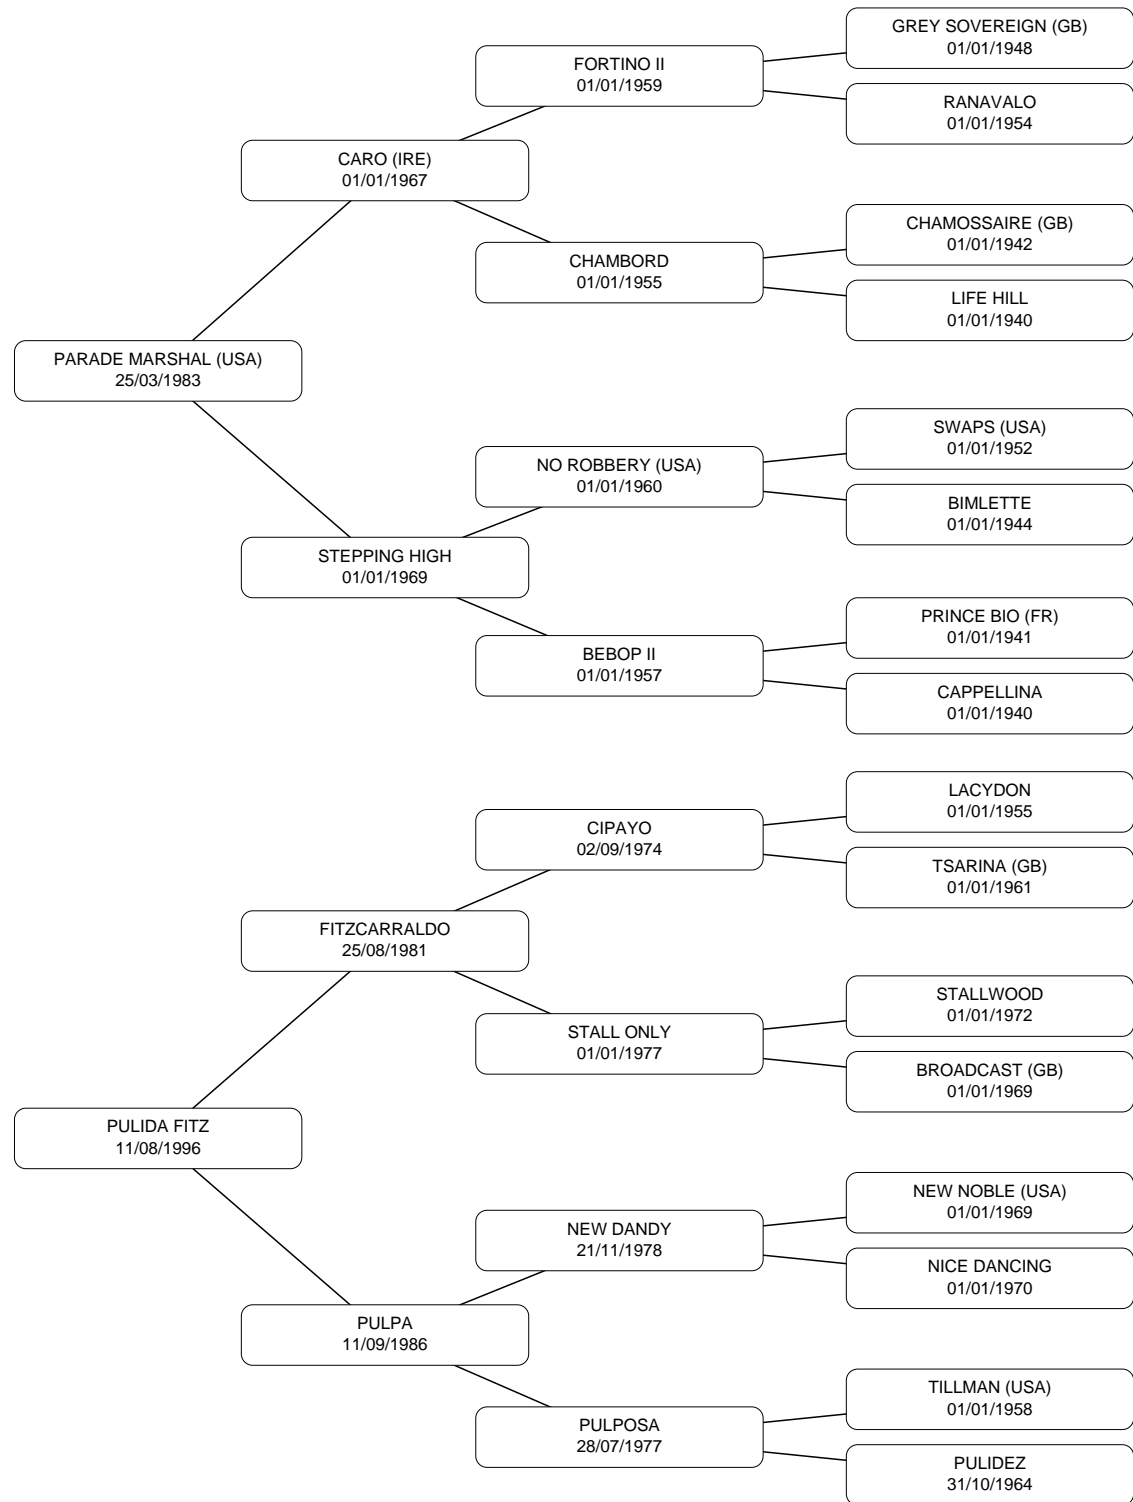 GREY SOVEREIGN (GB)
01/01/1948
FORTINO II
01/01/1959
RANAVALO
01/01/1954
CARO (IRE)
01/01/1967
CHAMOSSAIRE (GB)
01/01/1942
CHAMBORD
01/01/1955
LIFE HILL
01/01/1940
PARADE MARSHAL (USA)
25/03/1983
SWAPS (USA)
01/01/1952
NO ROBBERY (USA)
01/01/1960
BIMLETTE
01/01/1944
STEPPING HIGH
01/01/1969
PRINCE BIO (FR)
01/01/1941
BEBOP II
01/01/1957
CAPPELLINA
01/01/1940
LACYDON
01/01/1955
CIPAYO
02/09/1974
TSARINA (GB)
01/01/1961
FITZCARRALDO
25/08/1981
STALLWOOD
01/01/1972
STALL ONLY
01/01/1977
BROADCAST (GB)
01/01/1969
PULIDA FITZ
11/08/1996
NEW NOBLE (USA)
01/01/1969
NEW DANDY
21/11/1978
NICE DANCING
01/01/1970
PULPA
11/09/1986
TILLMAN (USA)
01/01/1958
PULPOSA
28/07/1977
PULIDEZ
31/10/1964